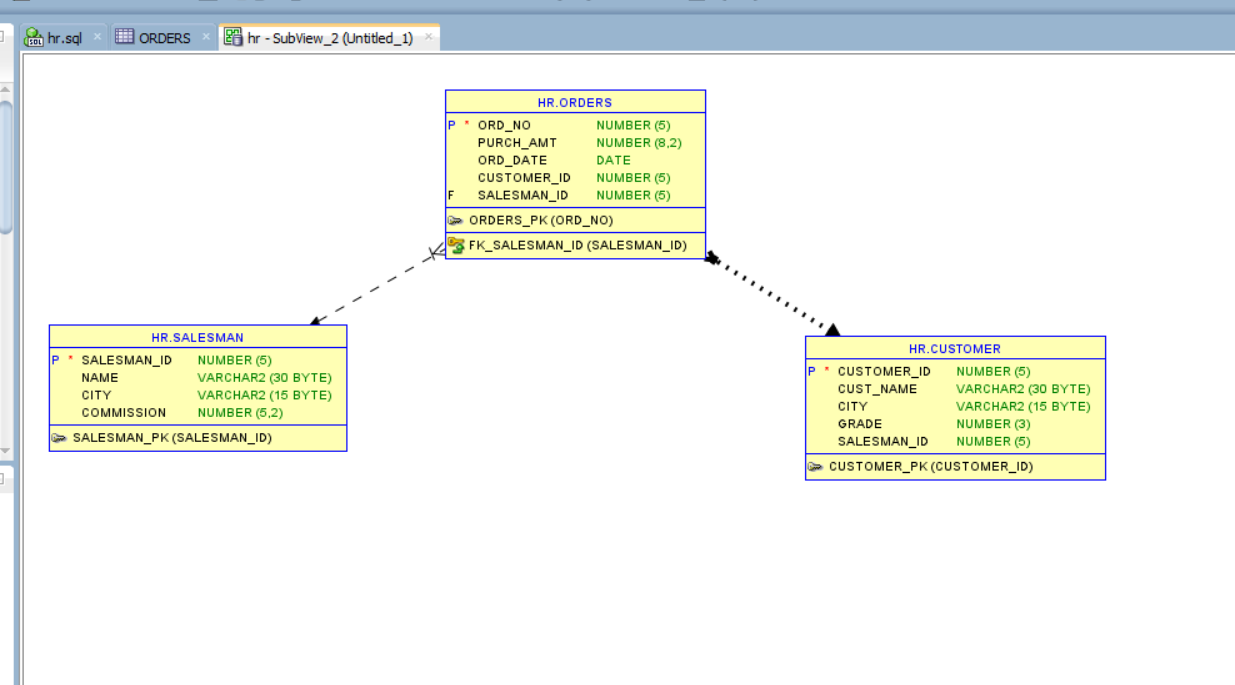 hr.sql × ORDERS × hr - SubView_2 (Untitled_1) ×
HR.ORDERS
P * ORD_NO NUMBER (5)
PURCH_AMT NUMBER (8,2)
ORD_DATE DATE
CUSTOMER_ID NUMBER (5)
F SALESMAN_ID NUMBER (5)
ORDERS_PK (ORD_NO)
FK_SALESMAN_ID (SALESMAN_ID)
HR.SALESMAN
P * SALESMAN_ID NUMBER (5)
NAME VARCHAR2 (30 BYTE)
CITY VARCHAR2 (15 BYTE)
COMMISSION NUMBER (5,2)
SALESMAN_PK (SALESMAN_ID)
HR.CUSTOMER
P * CUSTOMER_ID NUMBER (5)
CUST_NAME VARCHAR2 (30 BYTE)
CITY VARCHAR2 (15 BYTE)
GRADE NUMBER (3)
SALESMAN_ID NUMBER (5)
CUSTOMER_PK (CUSTOMER_ID)